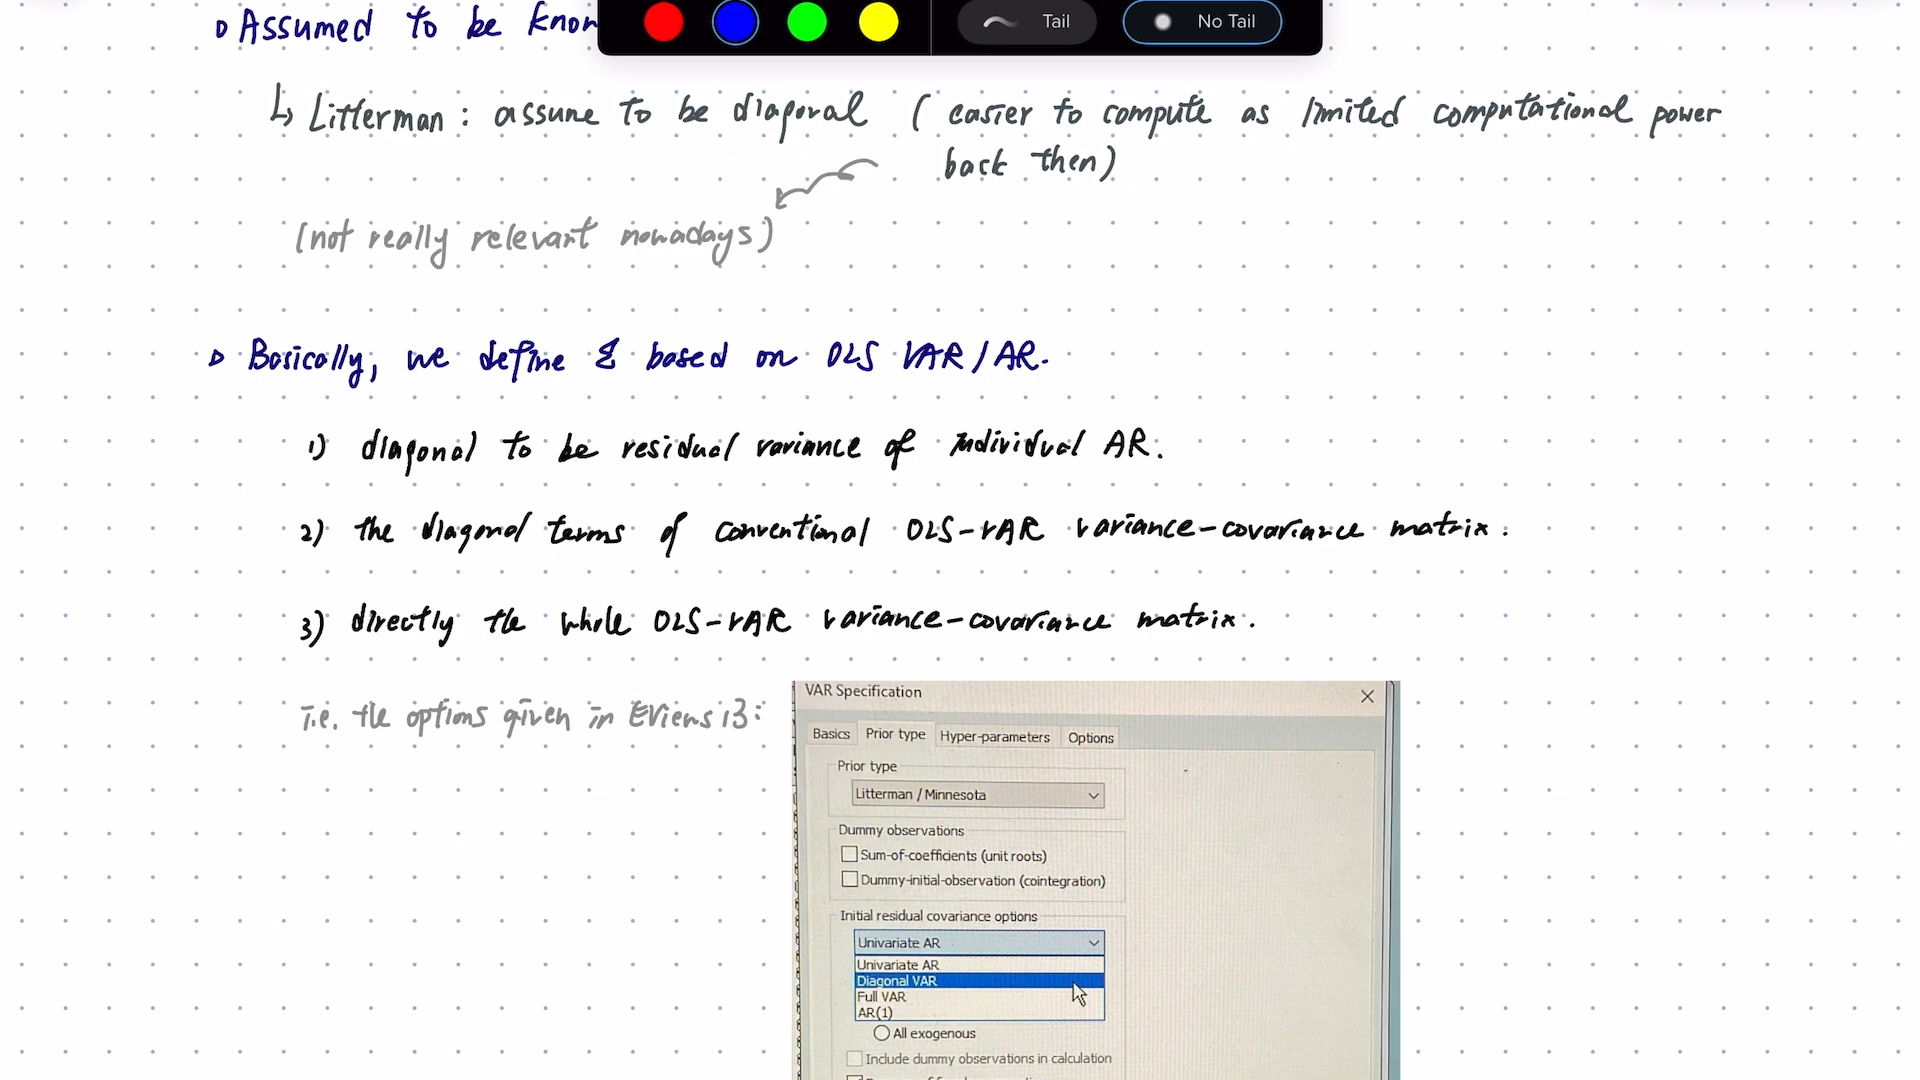 Assumed to be know
Tail
No Tail
↳ Litterman: assume to be diagonal (easier to compute as limited computational power
back then)
(not really relevant nowadays)
▷ Basically, we define Σ based on OLS VAR/AR.
1) diagonal to be residual variance of individual AR.
2) the diagonal terms of conventional OLS-VAR variance-covariance matrix.
3) directly the whole OLS-VAR variance-covariance matrix.
i.e. the options given in EViews 13:
VAR Specification
Basics Prior type Hyper-parameters Options
Prior type
Litterman / Minnesota
Dummy observations
Sum-of-coefficients (unit roots)
Dummy-initial-observation (cointegration)
Initial residual covariance options
Univariate AR
Univariate AR
Diagonal VAR
Full VAR
AR(1)
All exogenous
Include dummy observations in calculation